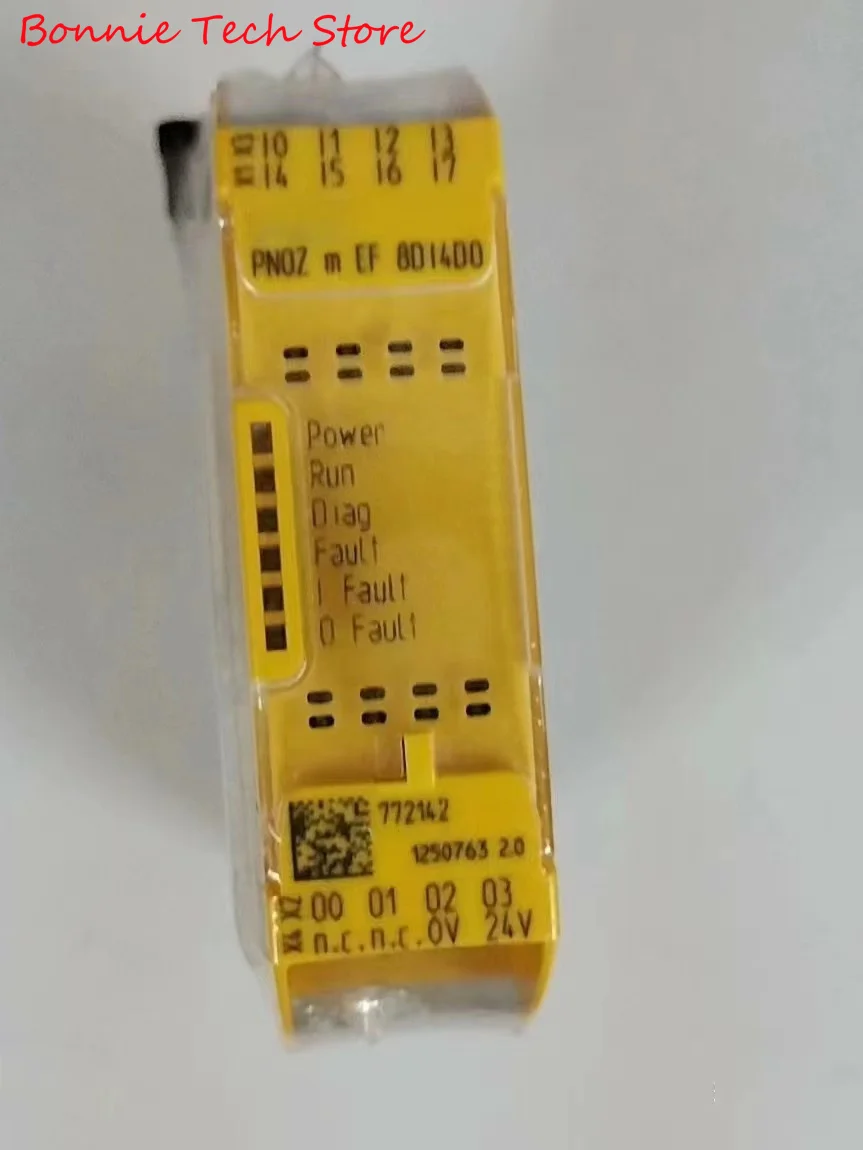 Bonnie Tech Store
I0 I1 I2 I3
I4 I5 I6 I7
PNOZ m EF 8DI4DO
Power
Run
Diag
Fault
I Fault
O Fault
772142
1250763 2.0
O0 O1 O2 O3
n.c. n.c. 0V 24V